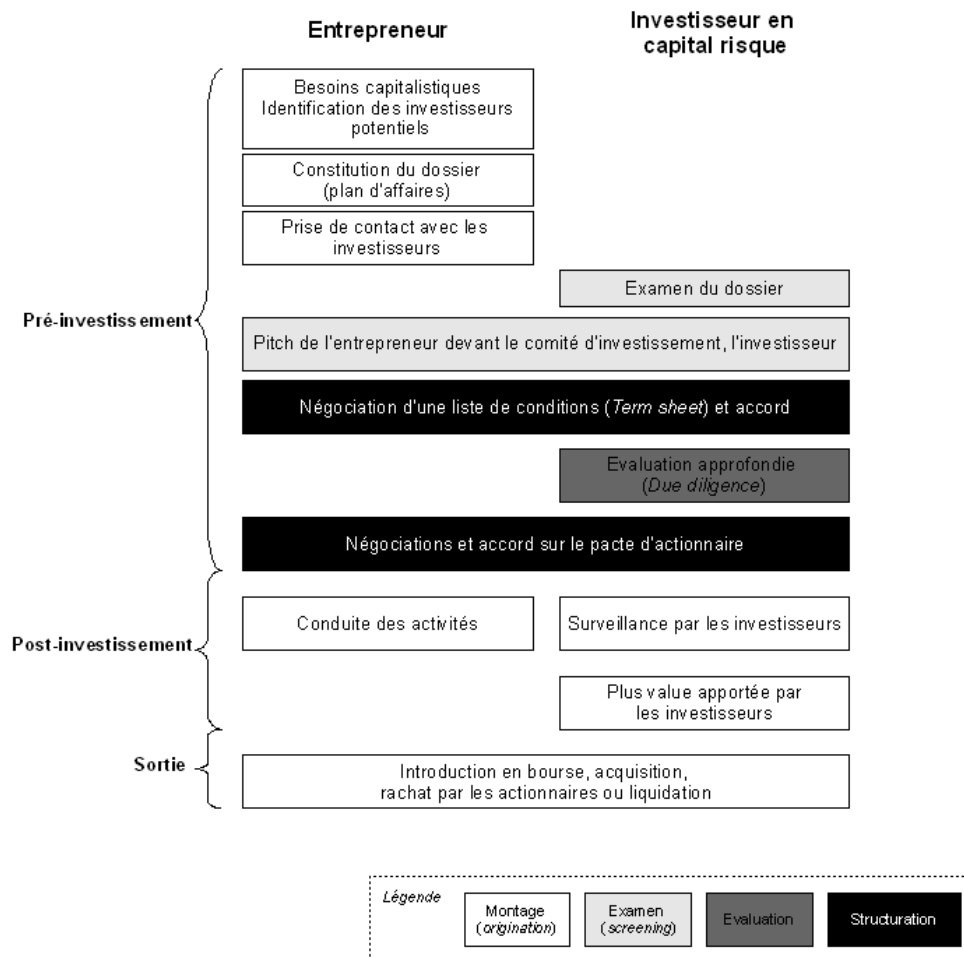 Entrepreneur
Investisseur en
capital risque
Besoins capitalistiques
Identification des investisseurs
potentiels
Constitution du dossier
(plan d'affaires)
Prise de contact avec les
investisseurs
Examen du dossier
Pré-investissement
Pitch de l'entrepreneur devant le comité d'investissement, l'investisseur
Négociation d'une liste de conditions (Term sheet) et accord
Evaluation approfondie
(Due diligence)
Négociations et accord sur le pacte d'actionnaire
Conduite des activités
Surveillance par les investisseurs
Post-investissement
Plus value apportée par
les investisseurs
Sortie
Introduction en bourse, acquisition,
rachat par les actionnaires ou liquidation
Légende
Montage
(origination)
Examen
(screening)
Evaluation
Structuration